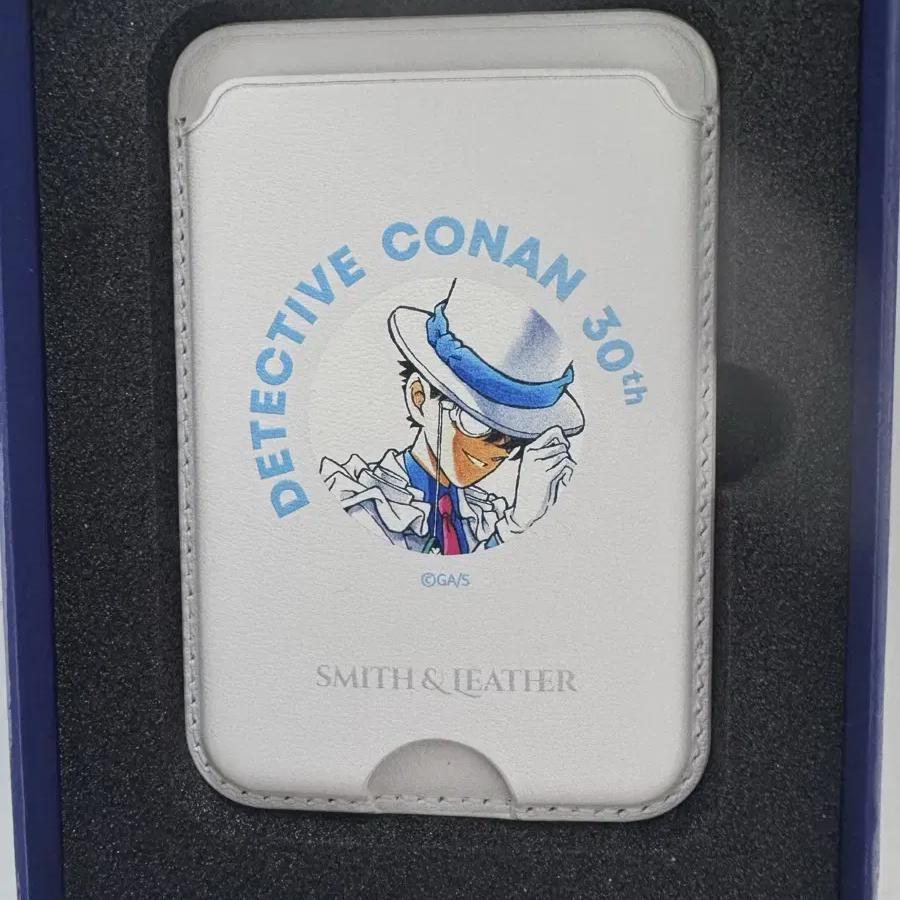 DETECTIVE CONAN 30th
©GA/S
SMITH & LEATHER